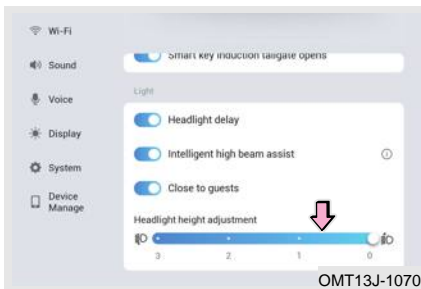 Wi-Fi
Smart key induction tailgate opens
Sound
Light
Voice
Headlight delay
Display
Intelligent high beam assist
System
Close to guests
Device
Manage
Headlight height adjustment
3 2 1 0
OMT13J-1070